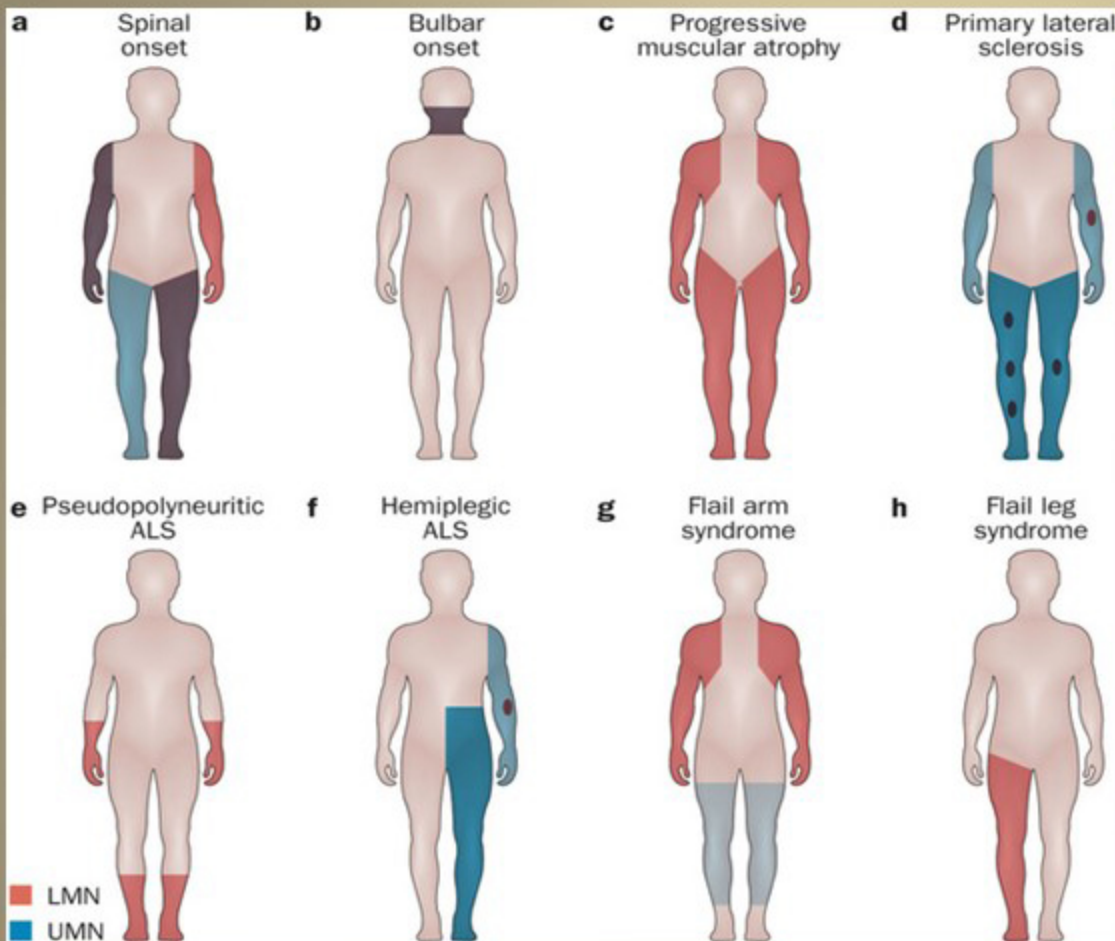 a Spinal
onset
b Bulbar
onset
c Progressive
muscular atrophy
d Primary lateral
sclerosis
e Pseudopolyneuritic
ALS
f Hemiplegic
ALS
g Flail arm
syndrome
h Flail leg
syndrome
LMN
UMN